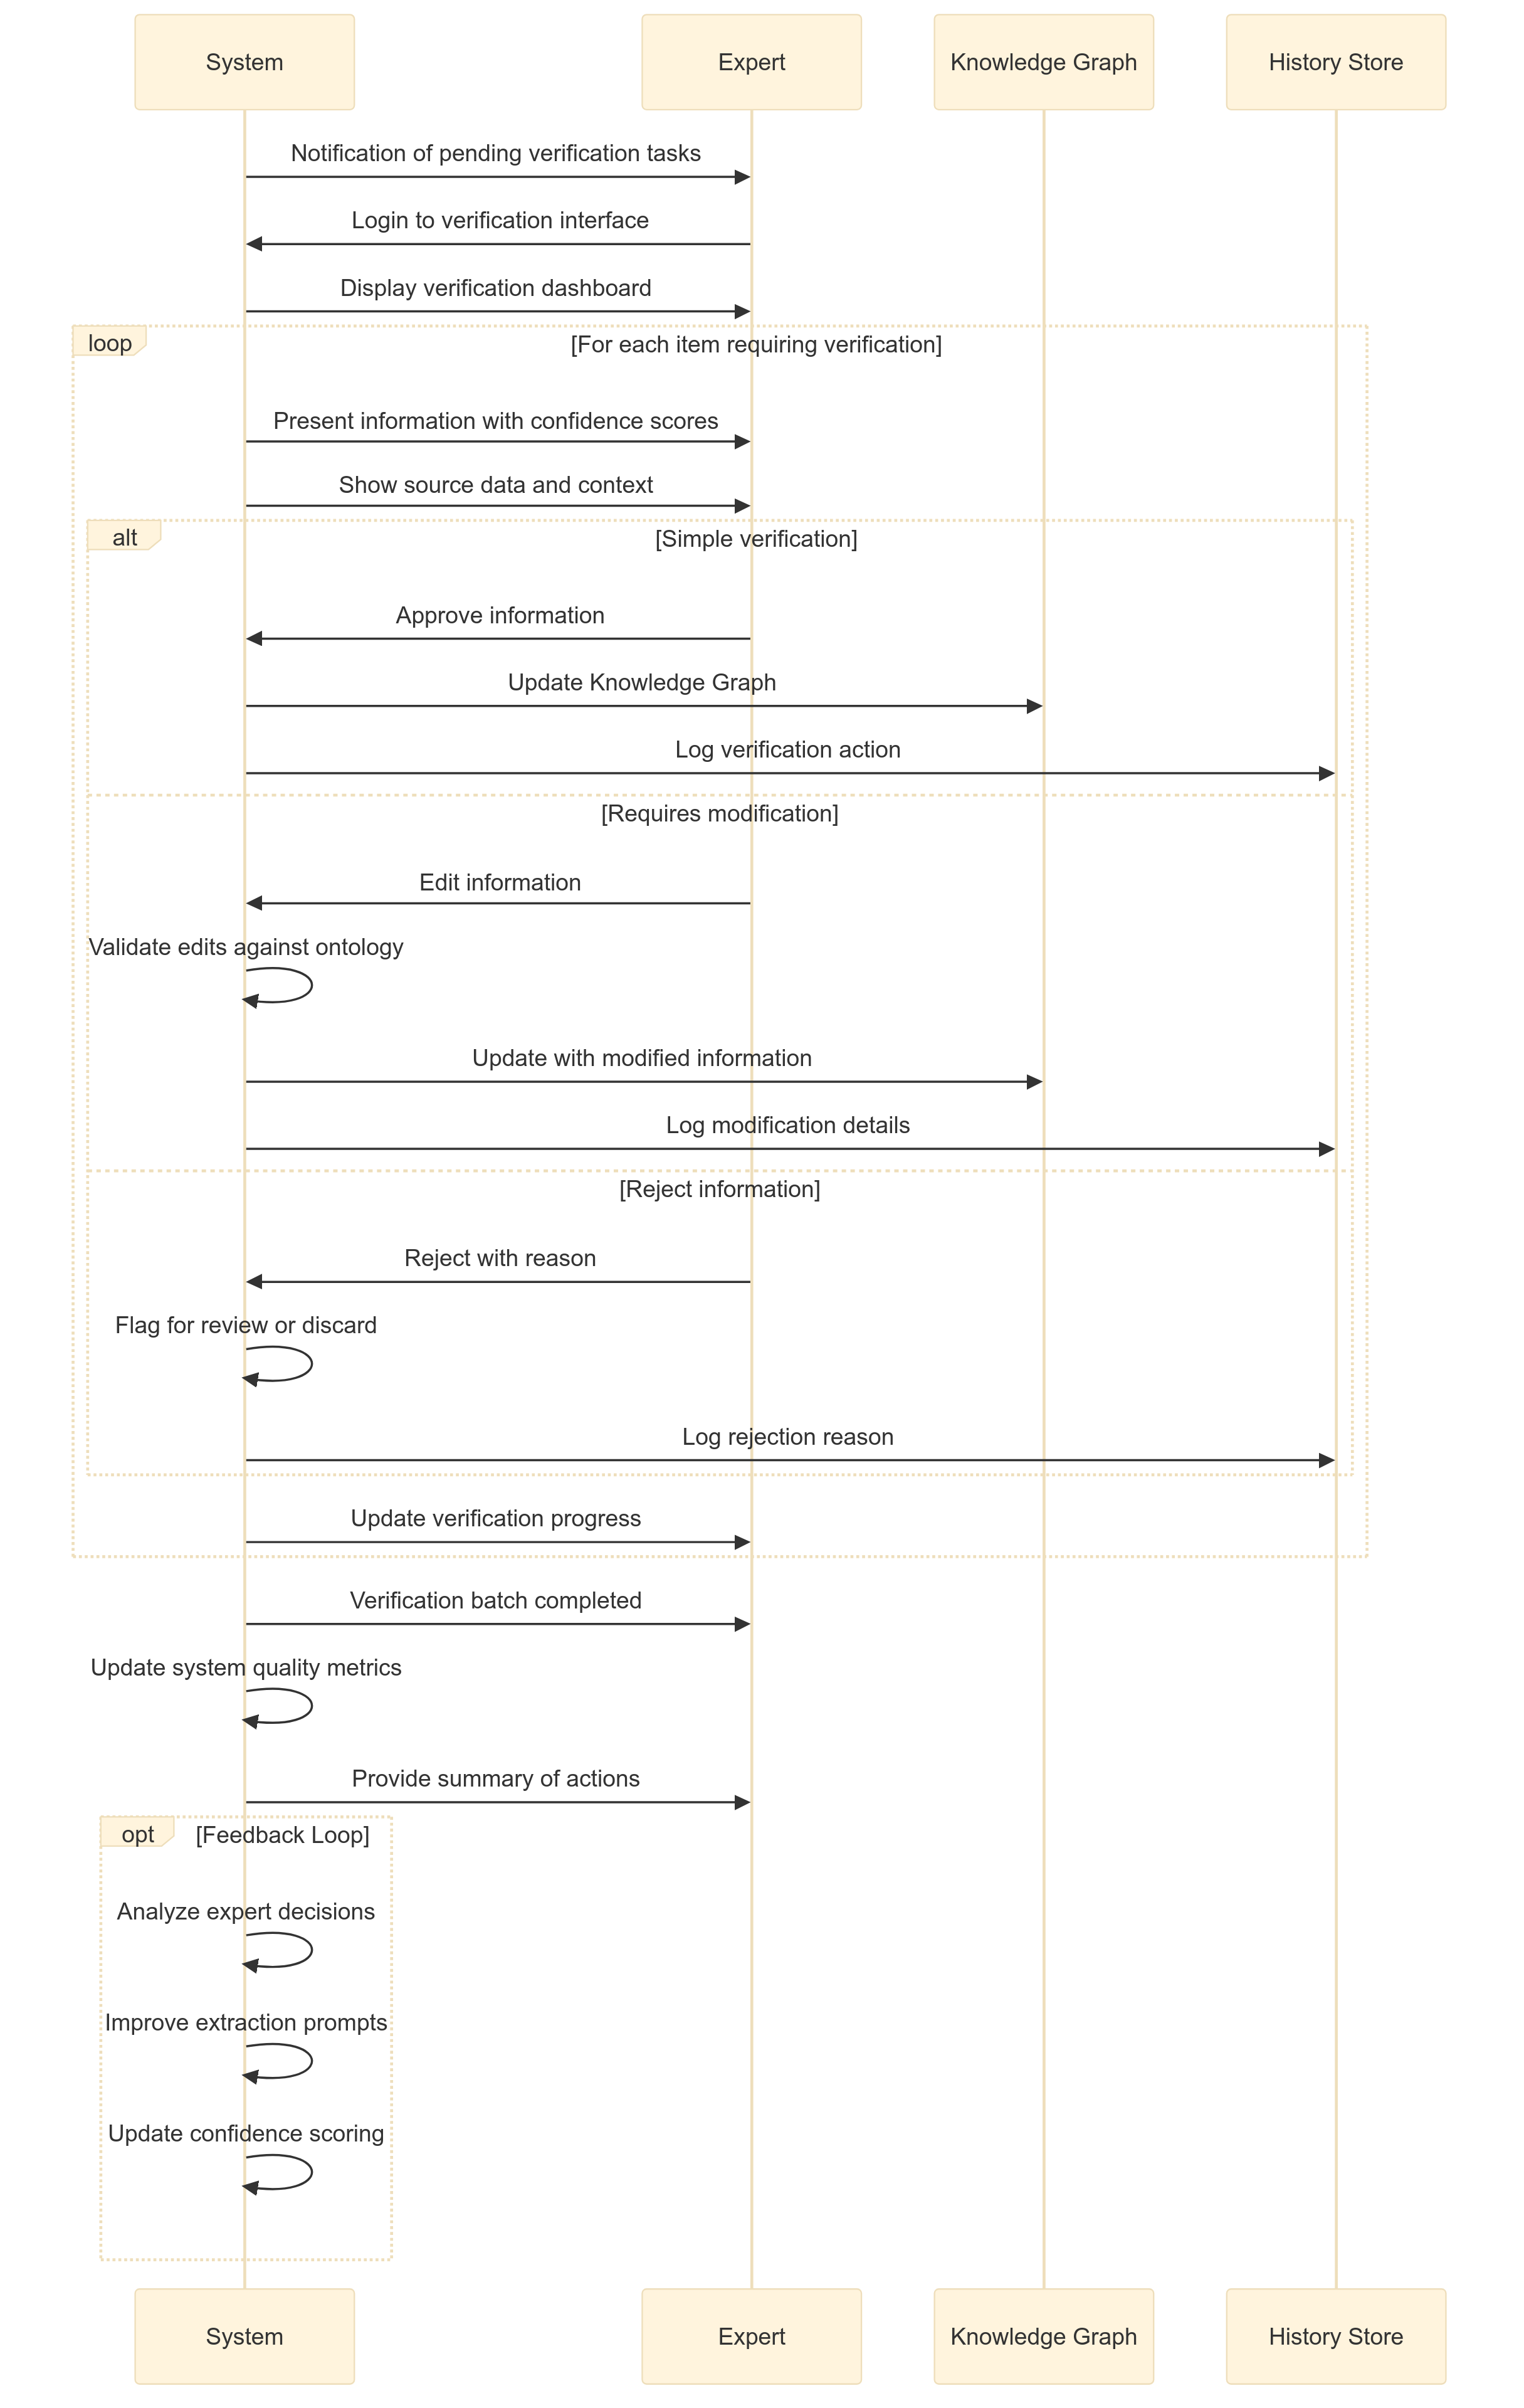 System
Expert
Knowledge Graph
History Store
Notification of pending verification tasks
Login to verification interface
Display verification dashboard
loop
[For each item requiring verification]
Present information with confidence scores
Show source data and context
alt
[Simple verification]
Approve information
Update Knowledge Graph
Log verification action
[Requires modification]
Edit information
Validate edits against ontology
Update with modified information
Log modification details
[Reject information]
Reject with reason
Flag for review or discard
Log rejection reason
Update verification progress
Verification batch completed
Update system quality metrics
Provide summary of actions
opt
[Feedback Loop]
Analyze expert decisions
Improve extraction prompts
Update confidence scoring
System
Expert
Knowledge Graph
History Store